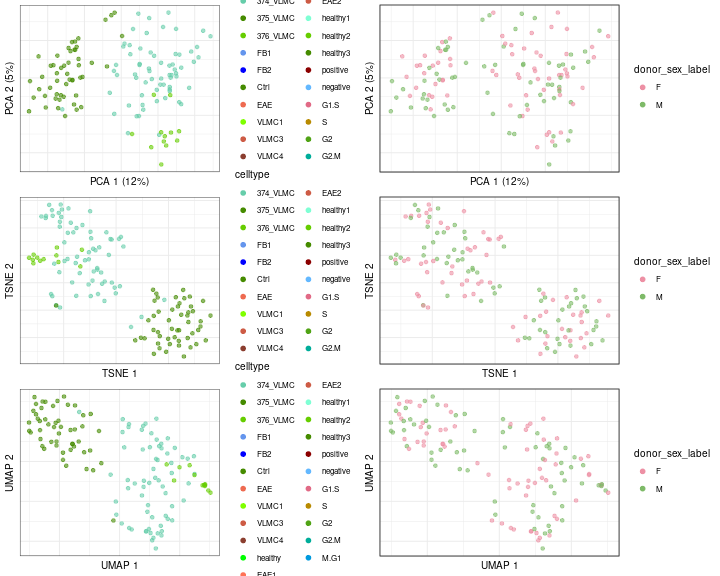 374_VLMC EAE2
375_VLMC healthy1
376_VLMC healthy2
FB1 healthy3
FB2 positive
Ctrl negative
EAE G1.S
VLMC1 S
VLMC3 G2
VLMC4 G2.M
PCA 2 (5%)
PCA 1 (12%)
PCA 2 (5%)
PCA 1 (12%)
donor_sex_label
F
M
celltype
374_VLMC EAE2
375_VLMC healthy1
376_VLMC healthy2
FB1 healthy3
FB2 positive
Ctrl negative
EAE G1.S
VLMC1 S
VLMC3 G2
VLMC4 G2.M
TSNE 2
TSNE 1
TSNE 2
TSNE 1
donor_sex_label
F
M
celltype
374_VLMC EAE2
375_VLMC healthy1
376_VLMC healthy2
FB1 healthy3
FB2 positive
Ctrl negative
EAE G1.S
VLMC1 S
VLMC3 G2
VLMC4 G2.M
healthy M.G1
EAE1
UMAP 2
UMAP 1
UMAP 2
UMAP 1
donor_sex_label
F
M